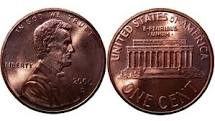 IN GOD WE TRUST
LIBERTY
UNITED STATES OF AMERICA
E·PLURIBUS
UNUM
ONE CENT